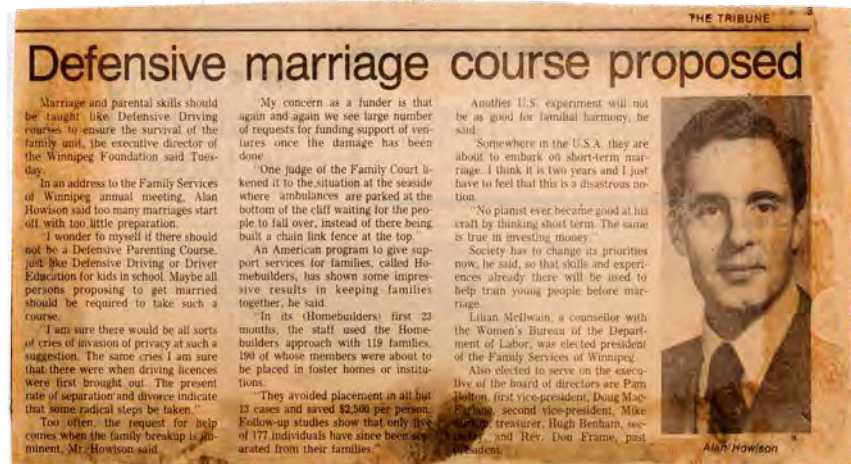 THE TRIBUNE
3
Defensive marriage course proposed
Marriage and parental skills should
be taught like Defensive Driving
courses to ensure the survival of the
family unit, the executive director of
the Winnipeg Foundation said Tues-
day.
In an address to the Family Services
of Winnipeg annual meeting, Alan
Howison said too many marriages start
off with too little preparation.
"I wonder to myself if there should
not be a Defensive Parenting Course,
just like Defensive Driving or Driver
Education for kids in school. Maybe all
persons proposing to get married
should be required to take such a
course.
"I am sure there would be all sorts
of cries of invasion of privacy at such a
suggestion. The same cries I am sure
that there were when driving licences
were first brought out. The present
rate of separation and divorce indicate
that some radical steps be taken."
Too often, the request for help
comes when the family breakup is im-
minent, Mr. Howison said.
"My concern as a funder is that
again and again we see large number
of requests for funding support of ven-
tures once the damage has been
done.
"One judge of the Family Court li-
kened it to the situation at the seaside
where ambulances are parked at the
bottom of the cliff waiting for the peo-
ple to fall over, instead of there being
built a chain link fence at the top."
An American program to give sup-
port services for families, called Ho-
mebuilders, has shown some impres-
sive results in keeping families
together, he said.
"In its (Homebuilders) first 23
months, the staff used the Home-
builders approach with 119 families,
190 of whose members were about to
be placed in foster homes or institu-
tions.
"They avoided placement in all but
13 cases and saved $2,500 per person.
Follow-up studies show that only five
of 177 individuals have since been sep-
arated from their families."
Another U.S. experiment will not
be as good for familial harmony, he
said.
"Somewhere in the U.S.A. they are
about to embark on short-term mar-
riage. I think it is two years and I just
have to feel that this is a disastrous no-
tion.
"No pianist ever became good at his
craft by thinking short term. The same
is true in investing money."
Society has to change its priorities
now, he said, so that skills and experi-
ences already there will be used to
help train young people before mar-
riage.
Lilian McIlwain, a counsellor with
the Women's Bureau of the Depart-
ment of Labor, was elected president
of the Family Services of Winnipeg.
Also elected to serve on the execu-
tive of the board of directors are Pam
Bolton, first vice-president, Doug Mac-
second vice-president, Mike
treasurer, Hugh Benham, sec-
and Rev. Don Frame, past
president.
Alan Howison